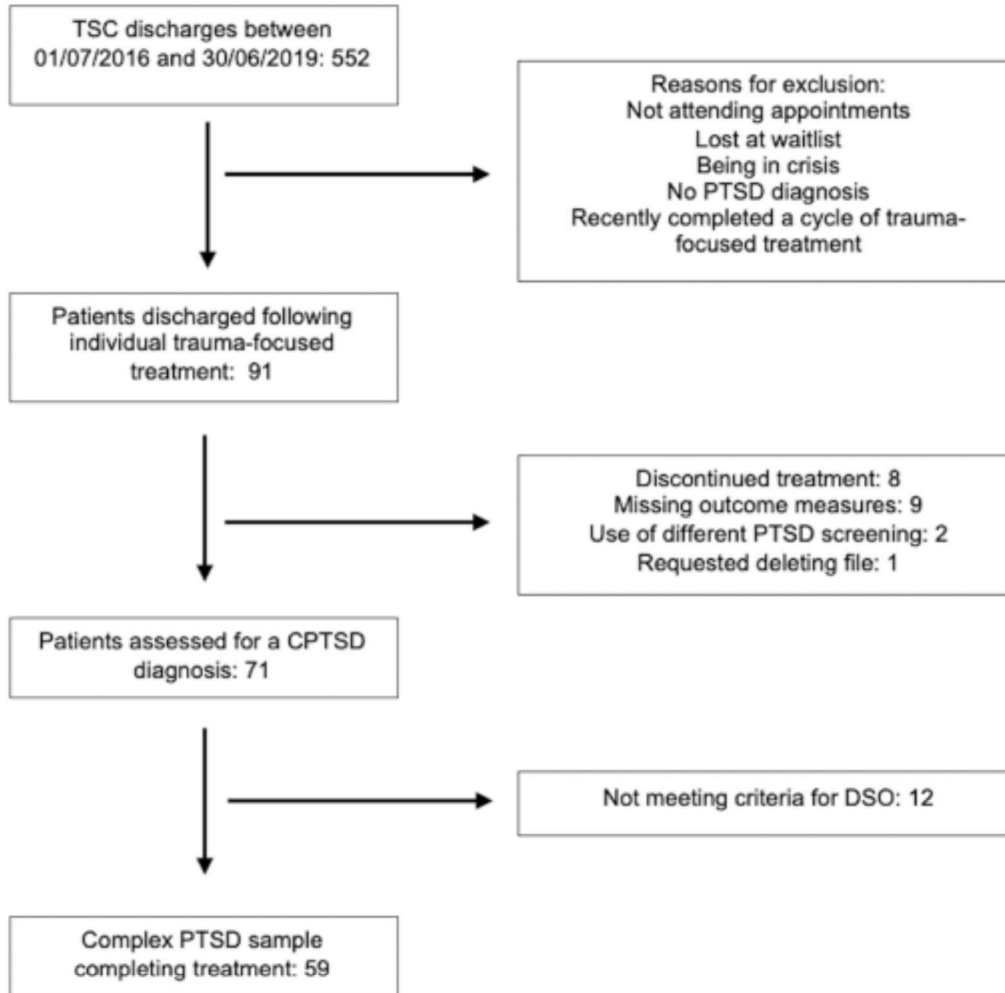 TSC discharges between
01/07/2016 and 30/06/2019: 552
Reasons for exclusion:
Not attending appointments
Lost at waitlist
Being in crisis
No PTSD diagnosis
Recently completed a cycle of trauma-
focused treatment
Patients discharged following
individual trauma-focused
treatment: 91
Discontinued treatment: 8
Missing outcome measures: 9
Use of different PTSD screening: 2
Requested deleting file: 1
Patients assessed for a CPTSD
diagnosis: 71
Not meeting criteria for DSO: 12
Complex PTSD sample
completing treatment: 59